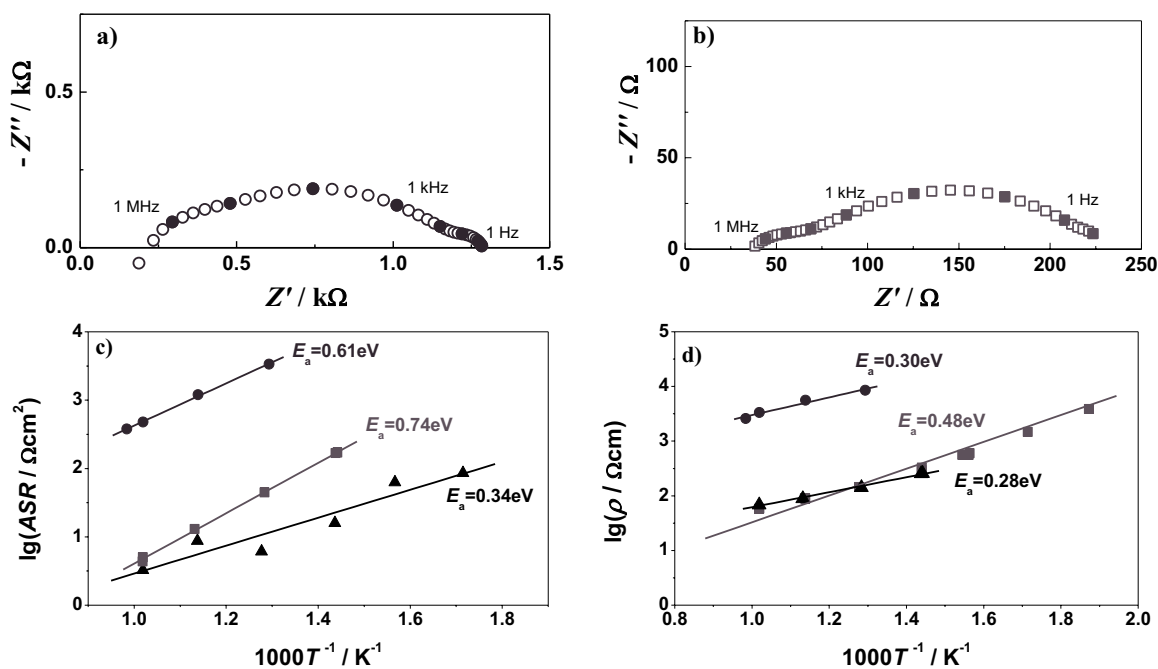 a)
- Z'' / kΩ
0.5
0.0
1 MHz
1 kHz
1 Hz
0.0 0.5 1.0 1.5
Z' / kΩ
b)
- Z'' / Ω
100
75
50
25
0
1 MHz
1 kHz
1 Hz
0 50 100 150 200 250
Z' / Ω
c)
lg(ASR / Ωcm²)
4
3
2
1
0
Eₐ=0.61eV
Eₐ=0.74eV
Eₐ=0.34eV
1.0 1.2 1.4 1.6 1.8
1000T ⁻¹ / K⁻¹
d)
lg(ρ / Ωcm)
5
4
3
2
1
0
Eₐ=0.30eV
Eₐ=0.48eV
Eₐ=0.28eV
0.8 1.0 1.2 1.4 1.6 1.8 2.0
1000T ⁻¹ / K⁻¹